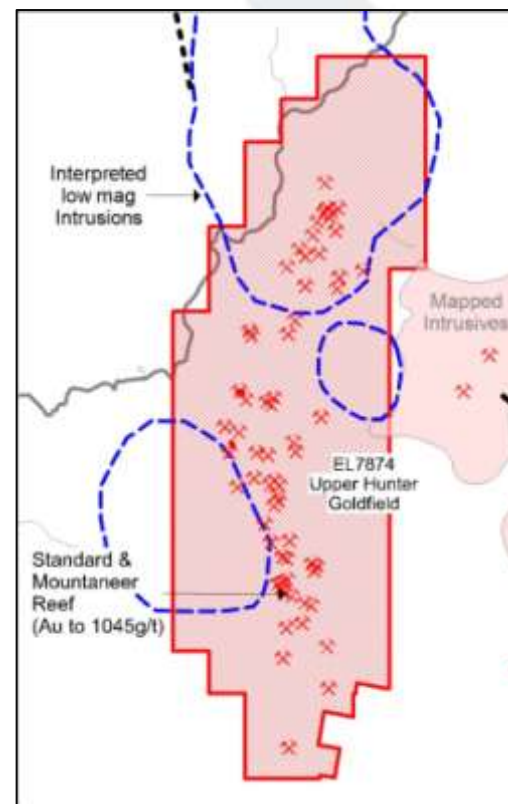 Interpreted
low mag
Intrusions
Mapped
Intrusives
EL7874
Upper Hunter
Goldfield
Standard &
Mountaneer
Reef
(Au to 1045g/t)